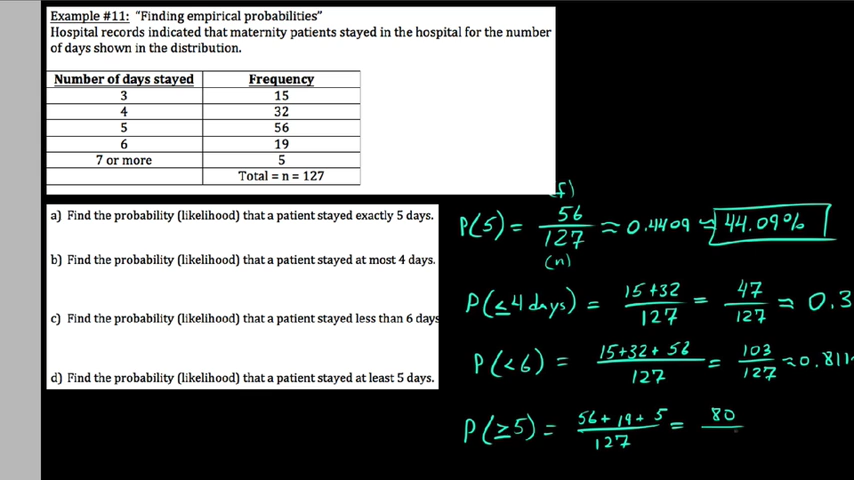 Example #11: "Finding empirical probabilities"
Hospital records indicated that maternity patients stayed in the hospital for the number
of days shown in the distribution.
Number of days stayed Frequency
3 15
4 32
5 56
6 19
7 or more 5
Total = n = 127
a) Find the probability (likelihood) that a patient stayed exactly 5 days.
b) Find the probability (likelihood) that a patient stayed at most 4 days.
c) Find the probability (likelihood) that a patient stayed less than 6 days
d) Find the probability (likelihood) that a patient stayed at least 5 days.
(f)
P(5) = 56/127 ≈ 0.4409 ≈ 44.09%
(n)
P(≤4 days) = 15+32/127 = 47/127 ≈ 0.3
P(<6) = 15+32+56/127 = 103/127 ≈ 0.811
P(≥5) = 56+19+5/127 = 80